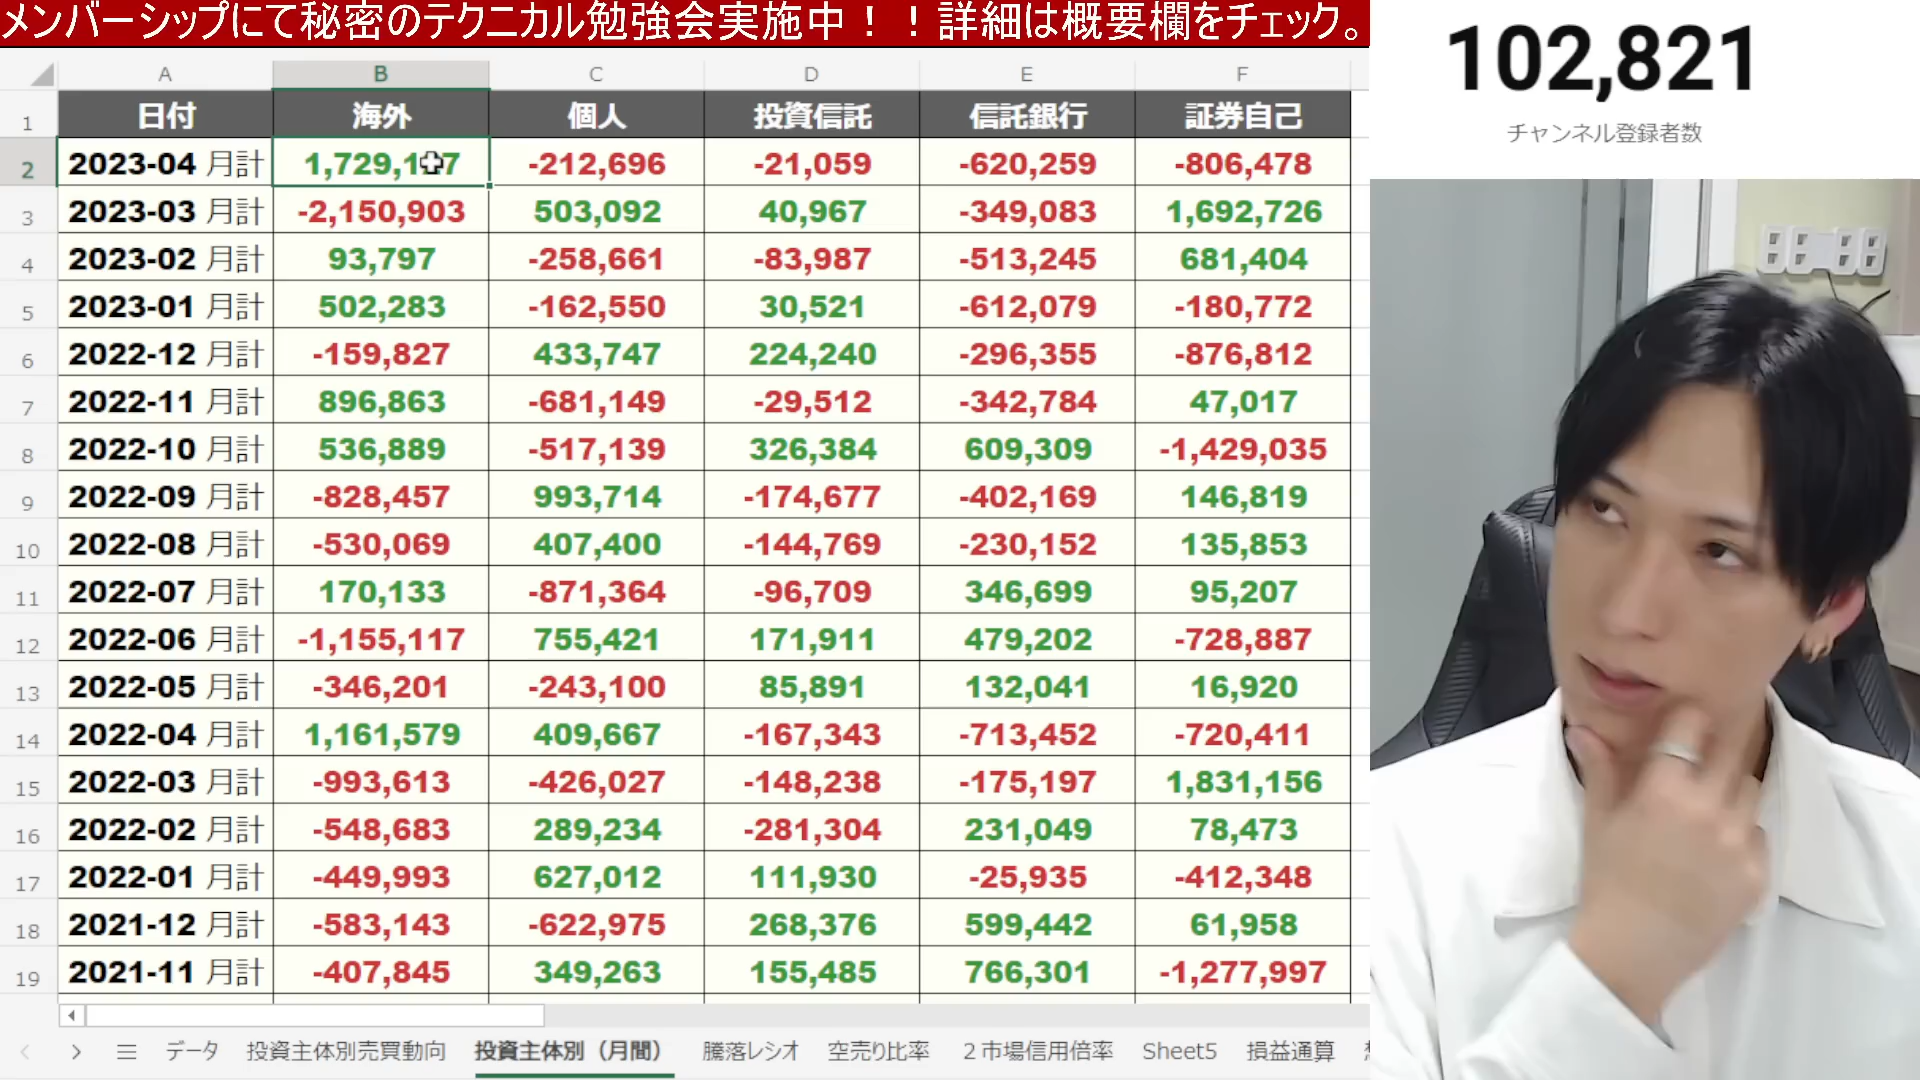 メンバーシップにて秘密のテクニカル勉強会実施中！！詳細は概要欄をチェック。
102,821
チャンネル登録者数
A B C D E F
1 日付 海外 個人 投資信託 信託銀行 証券自己
2 2023-04 月計 -212,696 -21,059 -620,259 -806,478
3 2023-03 月計 -2,150,903 503,092 40,967 -349,083 1,692,726
4 2023-02 月計 93,797 -258,661 -83,987 -513,245 681,404
5 2023-01 月計 502,283 -162,550 30,521 -612,079 -180,772
6 2022-12 月計 -159,827 433,747 224,240 -296,355 -876,812
7 2022-11 月計 896,863 -681,149 -29,512 -342,784 47,017
8 2022-10 月計 536,889 -517,139 326,384 609,309 -1,429,035
9 2022-09 月計 -828,457 993,714 -174,677 -402,169 146,819
10 2022-08 月計 -530,069 407,400 -144,769 -230,152 135,853
11 2022-07 月計 170,133 -871,364 -96,709 346,699 95,207
12 2022-06 月計 -1,155,117 755,421 171,911 479,202 -728,887
13 2022-05 月計 -346,201 -243,100 85,891 132,041 16,920
14 2022-04 月計 1,161,579 409,667 -167,343 -713,452 -720,411
15 2022-03 月計 -993,613 -426,027 -148,238 -175,197 1,831,156
16 2022-02 月計 -548,683 289,234 -281,304 231,049 78,473
17 2022-01 月計 -449,993 627,012 111,930 -25,935 -412,348
18 2021-12 月計 -583,143 -622,975 268,376 599,442 61,958
19 2021-11 月計 -407,845 349,263 155,485 766,301 -1,277,997
データ 投資主体別売買動向 投資主体別（月間） 騰落レシオ 空売り比率 ２市場信用倍率 Sheet5 損益通算